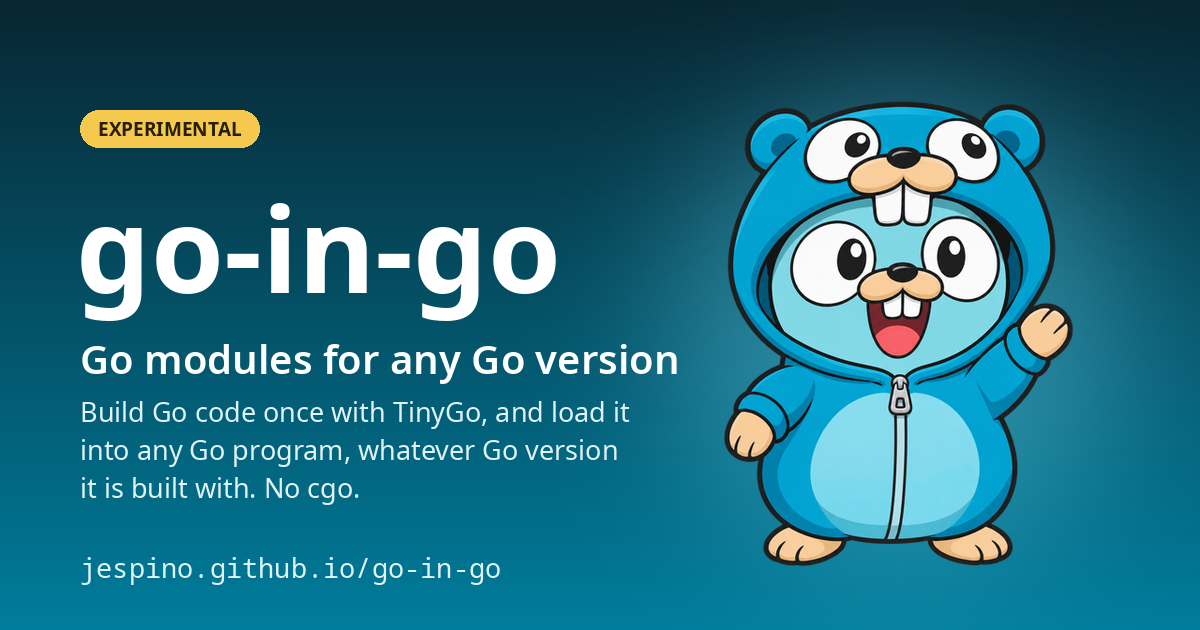 EXPERIMENTAL
go-in-go
Go modules for any Go version
Build Go code once with TinyGo, and load it
into any Go program, whatever Go version
it is built with. No cgo.
jespino.github.io/go-in-go